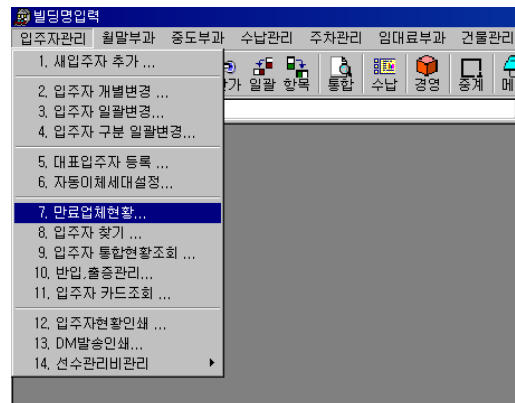 빌딩명입력
입주자관리 월말부과 중도부과 수납관리 주차관리 임대료부과 건물관리
일괄 항목 통합 수납 경영 중계 메
1. 새입주자 추가 ...
2. 입주자 개별변경 ...
3. 입주자 일괄변경...
4. 입주자 구분 일괄변경...
5. 대표입주자 등록 ...
6. 자동이체세대설정...
7. 만료업체현황...
8. 입주자 찾기 ...
9. 입주자 통합현황조회 ...
10. 반입,출증관리...
11. 입주자 카드조회 ...
12. 입주자현황인쇄 ...
13. DM발송인쇄...
14. 선수관리비관리